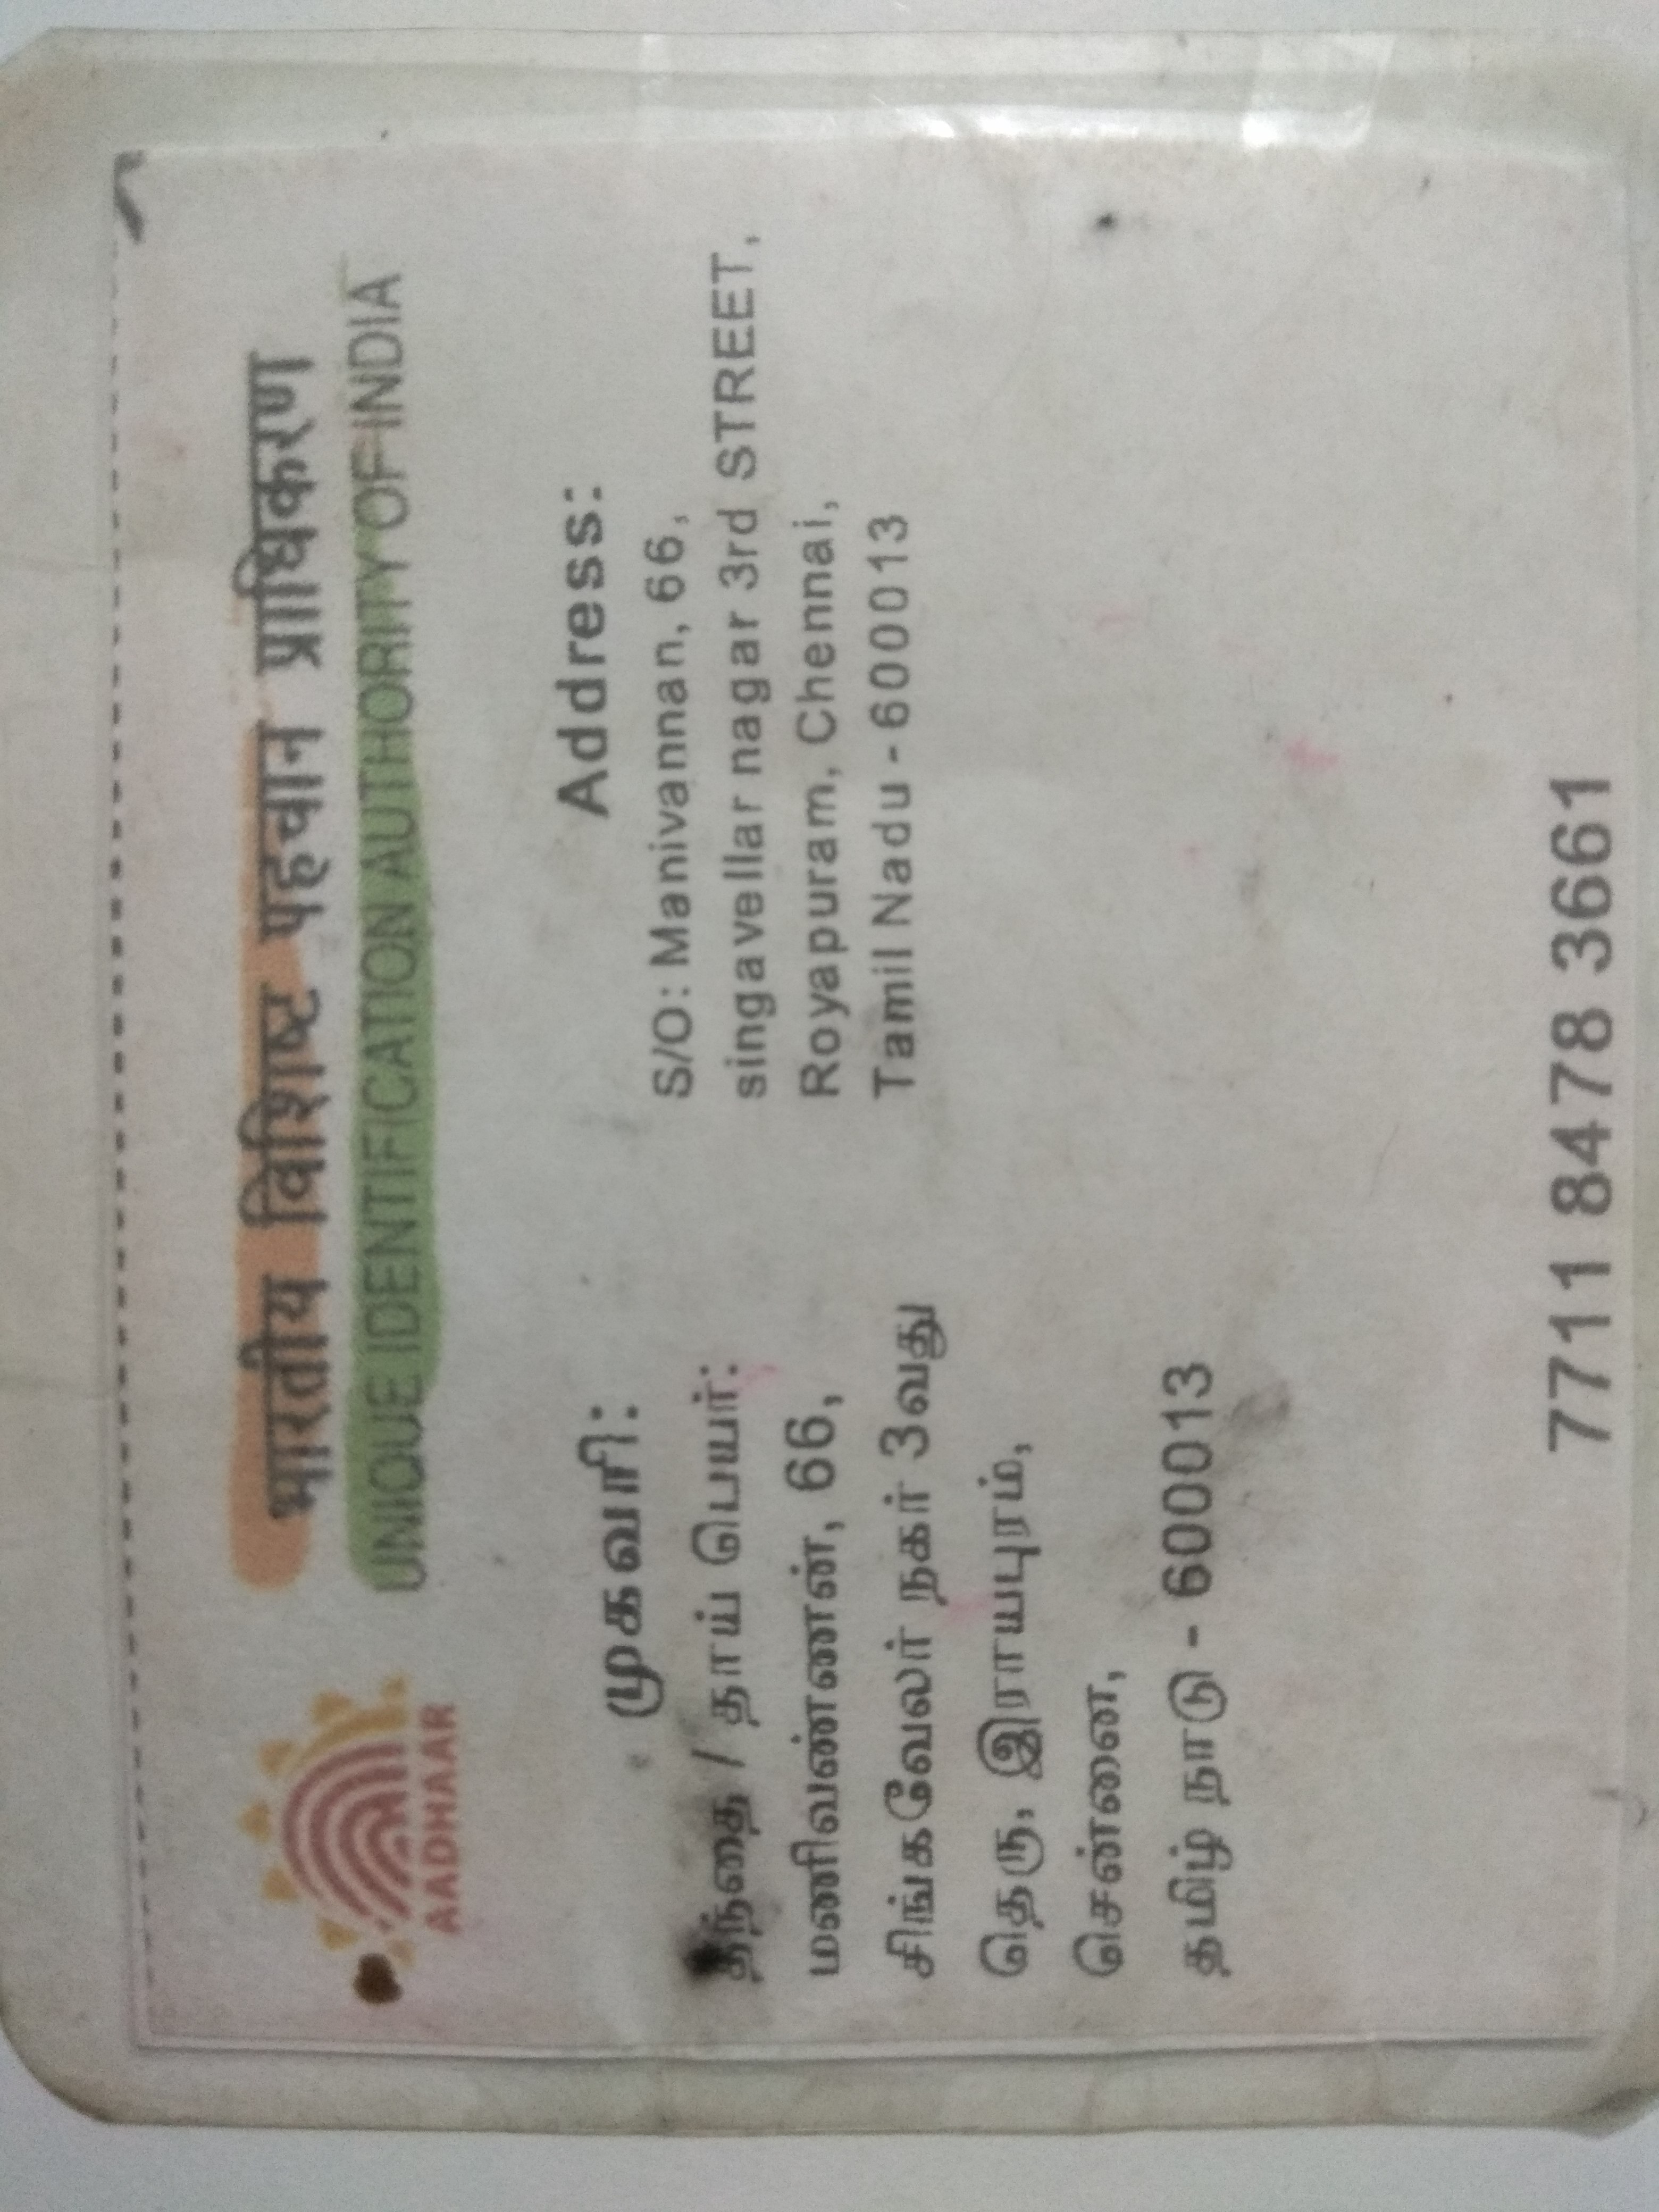 भारतीय विशिष्ट पहचान प्राधिकरण
UNIQUE IDENTIFICATION AUTHORITY OF INDIA
AADHAAR
முகவரி:
தந்தை / தாய் பெயர்:
மணிவண்ணன், 66,
சிங்கவேலர் நகர் 3வது
தெரு, இராயபுரம்,
சென்னை,
தமிழ் நாடு - 600013
Address:
S/O: Manivannan, 66,
singavellar nagar 3rd STREET,
Royapuram, Chennai,
Tamil Nadu - 600013
7711 8478 3661